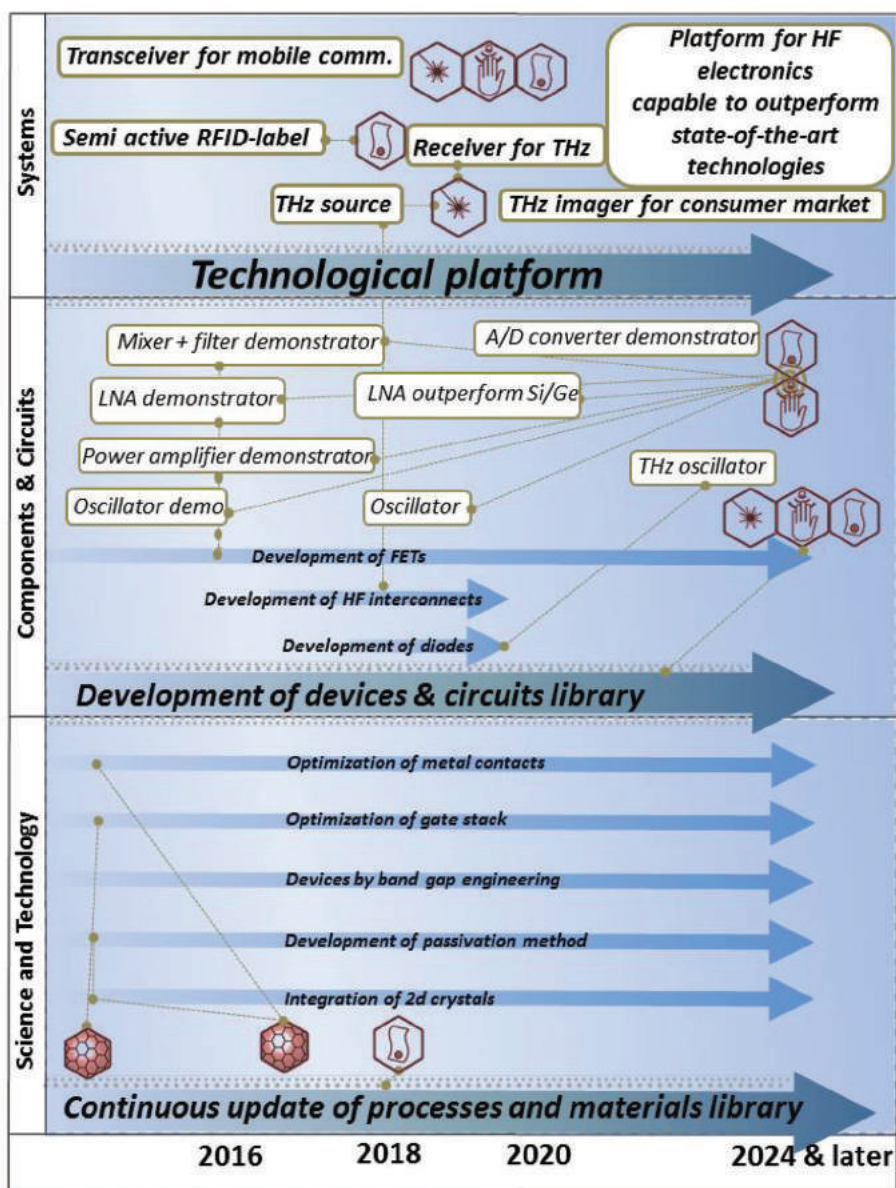 Systems
Transceiver for mobile comm.
Platform for HF
electronics
capable to outperform
state-of-the-art
technologies
Semi active RFID-label
Receiver for THz
THz source
THz imager for consumer market
Technological platform
Components & Circuits
Mixer + filter demonstrator
A/D converter demonstrator
LNA demonstrator
LNA outperform Si/Ge
Power amplifier demonstrator
THz oscillator
Oscillator demo
Oscillator
Development of FETs
Development of HF interconnects
Development of diodes
Development of devices & circuits library
Science and Technology
Optimization of metal contacts
Optimization of gate stack
Devices by band gap engineering
Development of passivation method
Integration of 2d crystals
Continuous update of processes and materials library
2016 2018 2020 2024 & later